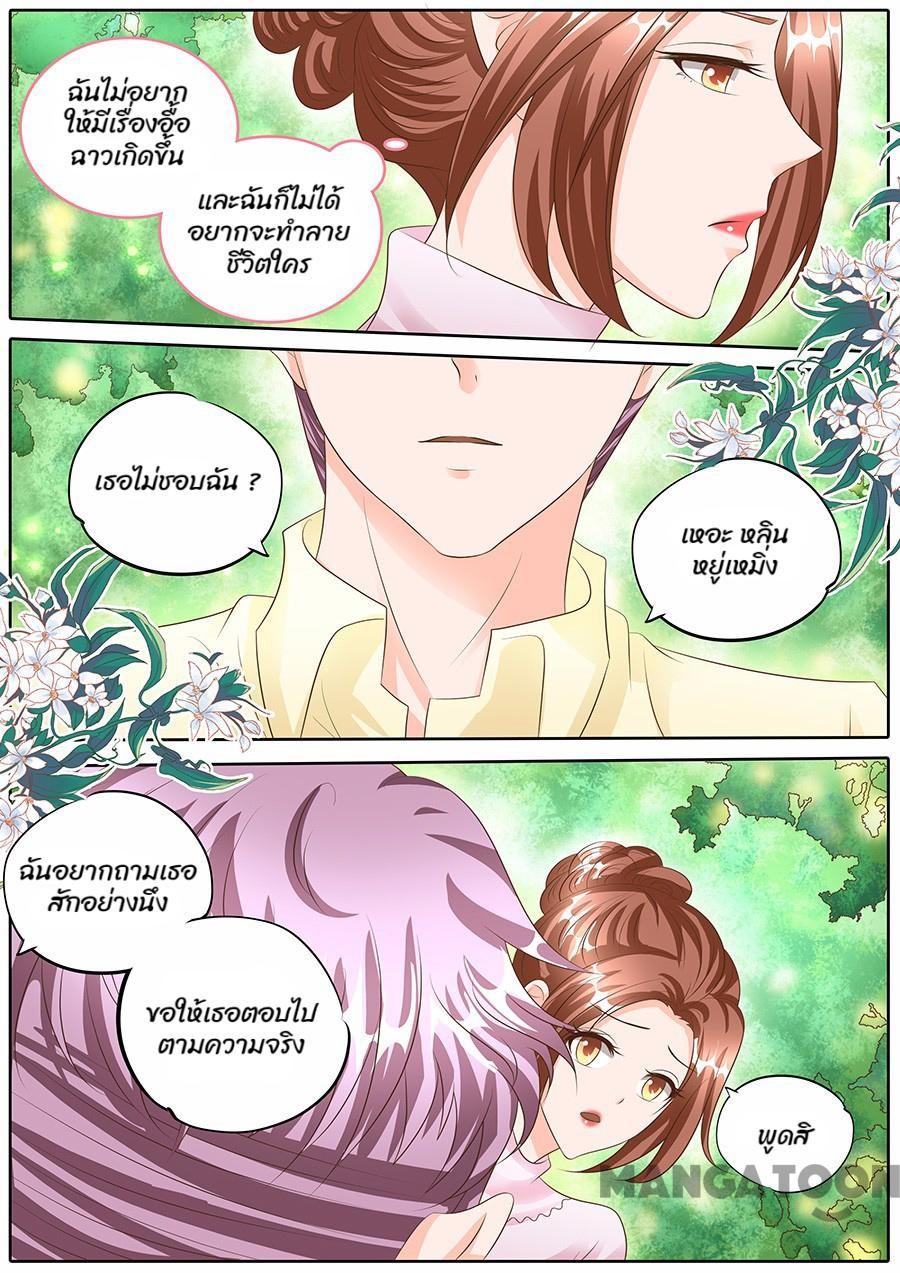 ฉันไม่อยาก
ให้มีเรื่องอื้อ
ฉาวเกิดขึ้น
และฉันก็ไม่ได้
อยากจะทำลาย
ชีวิตใคร
เธอไม่ชอบฉัน ?
เหอะ หลิน
หยู่เหมิ่ง
ฉันอยากถามเธอ
สักอย่างนึง
ขอให้เธอตอบไป
ตามความจริง
พูดสิ
MANGATOON